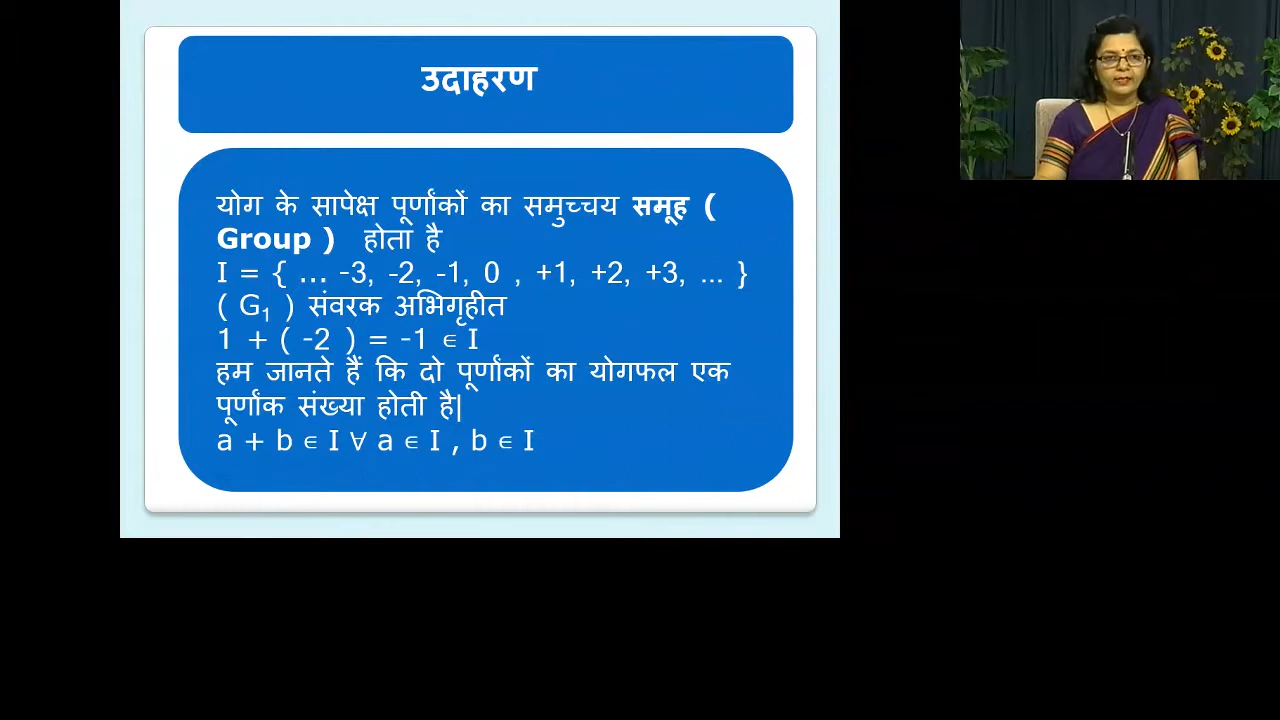 उदाहरण
योग के सापेक्ष पूर्णांकों का समुच्चय समूह (
Group ) होता है
I = { ... -3, -2, -1, 0 , +1, +2, +3, ... }
( G₁ ) संवरक अभिगृहीत
1 + ( -2 ) = -1 ∈ I
हम जानते हैं कि दो पूर्णांकों का योगफल एक
पूर्णांक संख्या होती है|
a + b ∈ I ∀ a ∈ I , b ∈ I